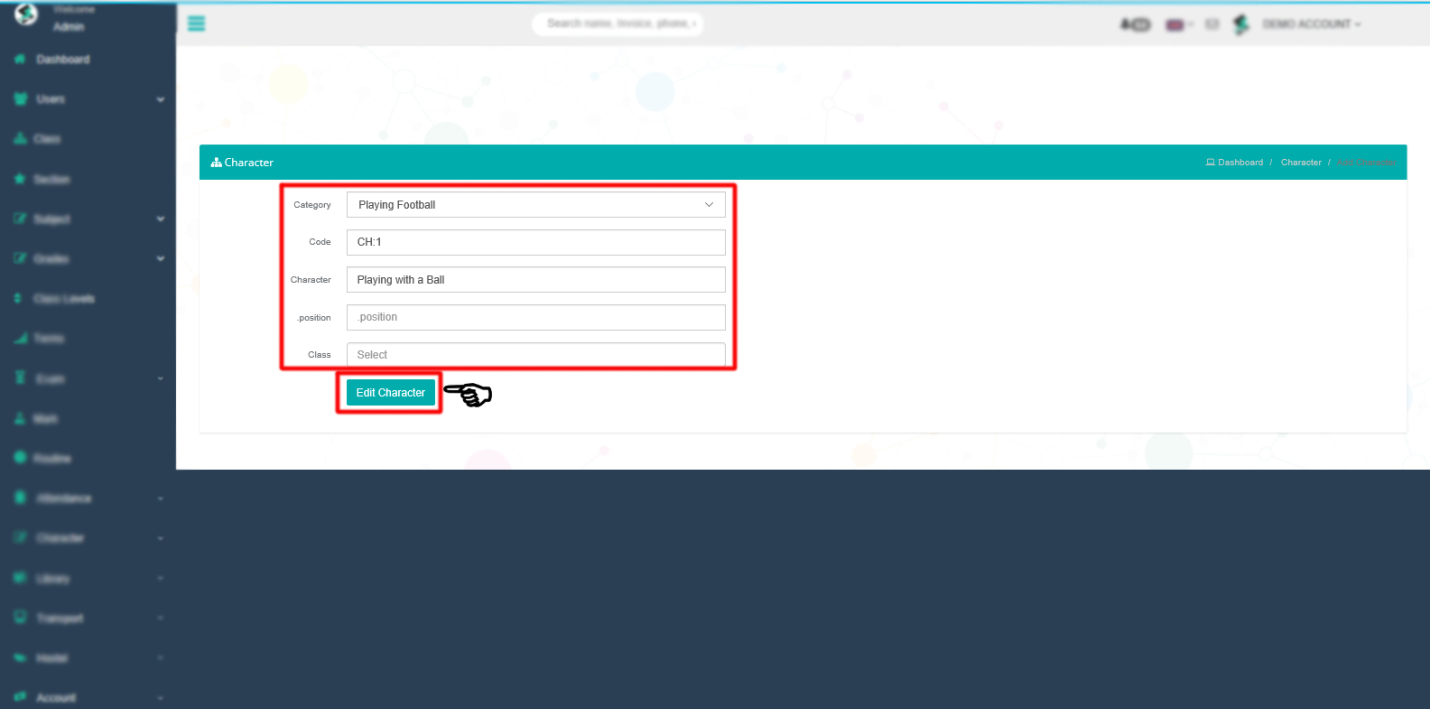 Welcome
Admin
Search name, Invoice, phone,
DEMO ACCOUNT
Dashboard
Users
Class
Section
Subject
Grades
Class Levels
Exam
Mark
Routine
Attendance
Character
Library
Transport
Hostel
Account
Character
Dashboard / Character /
Category Playing Football
Code CH:1
Character Playing with a Ball
.position .position
Class Select
Edit Character